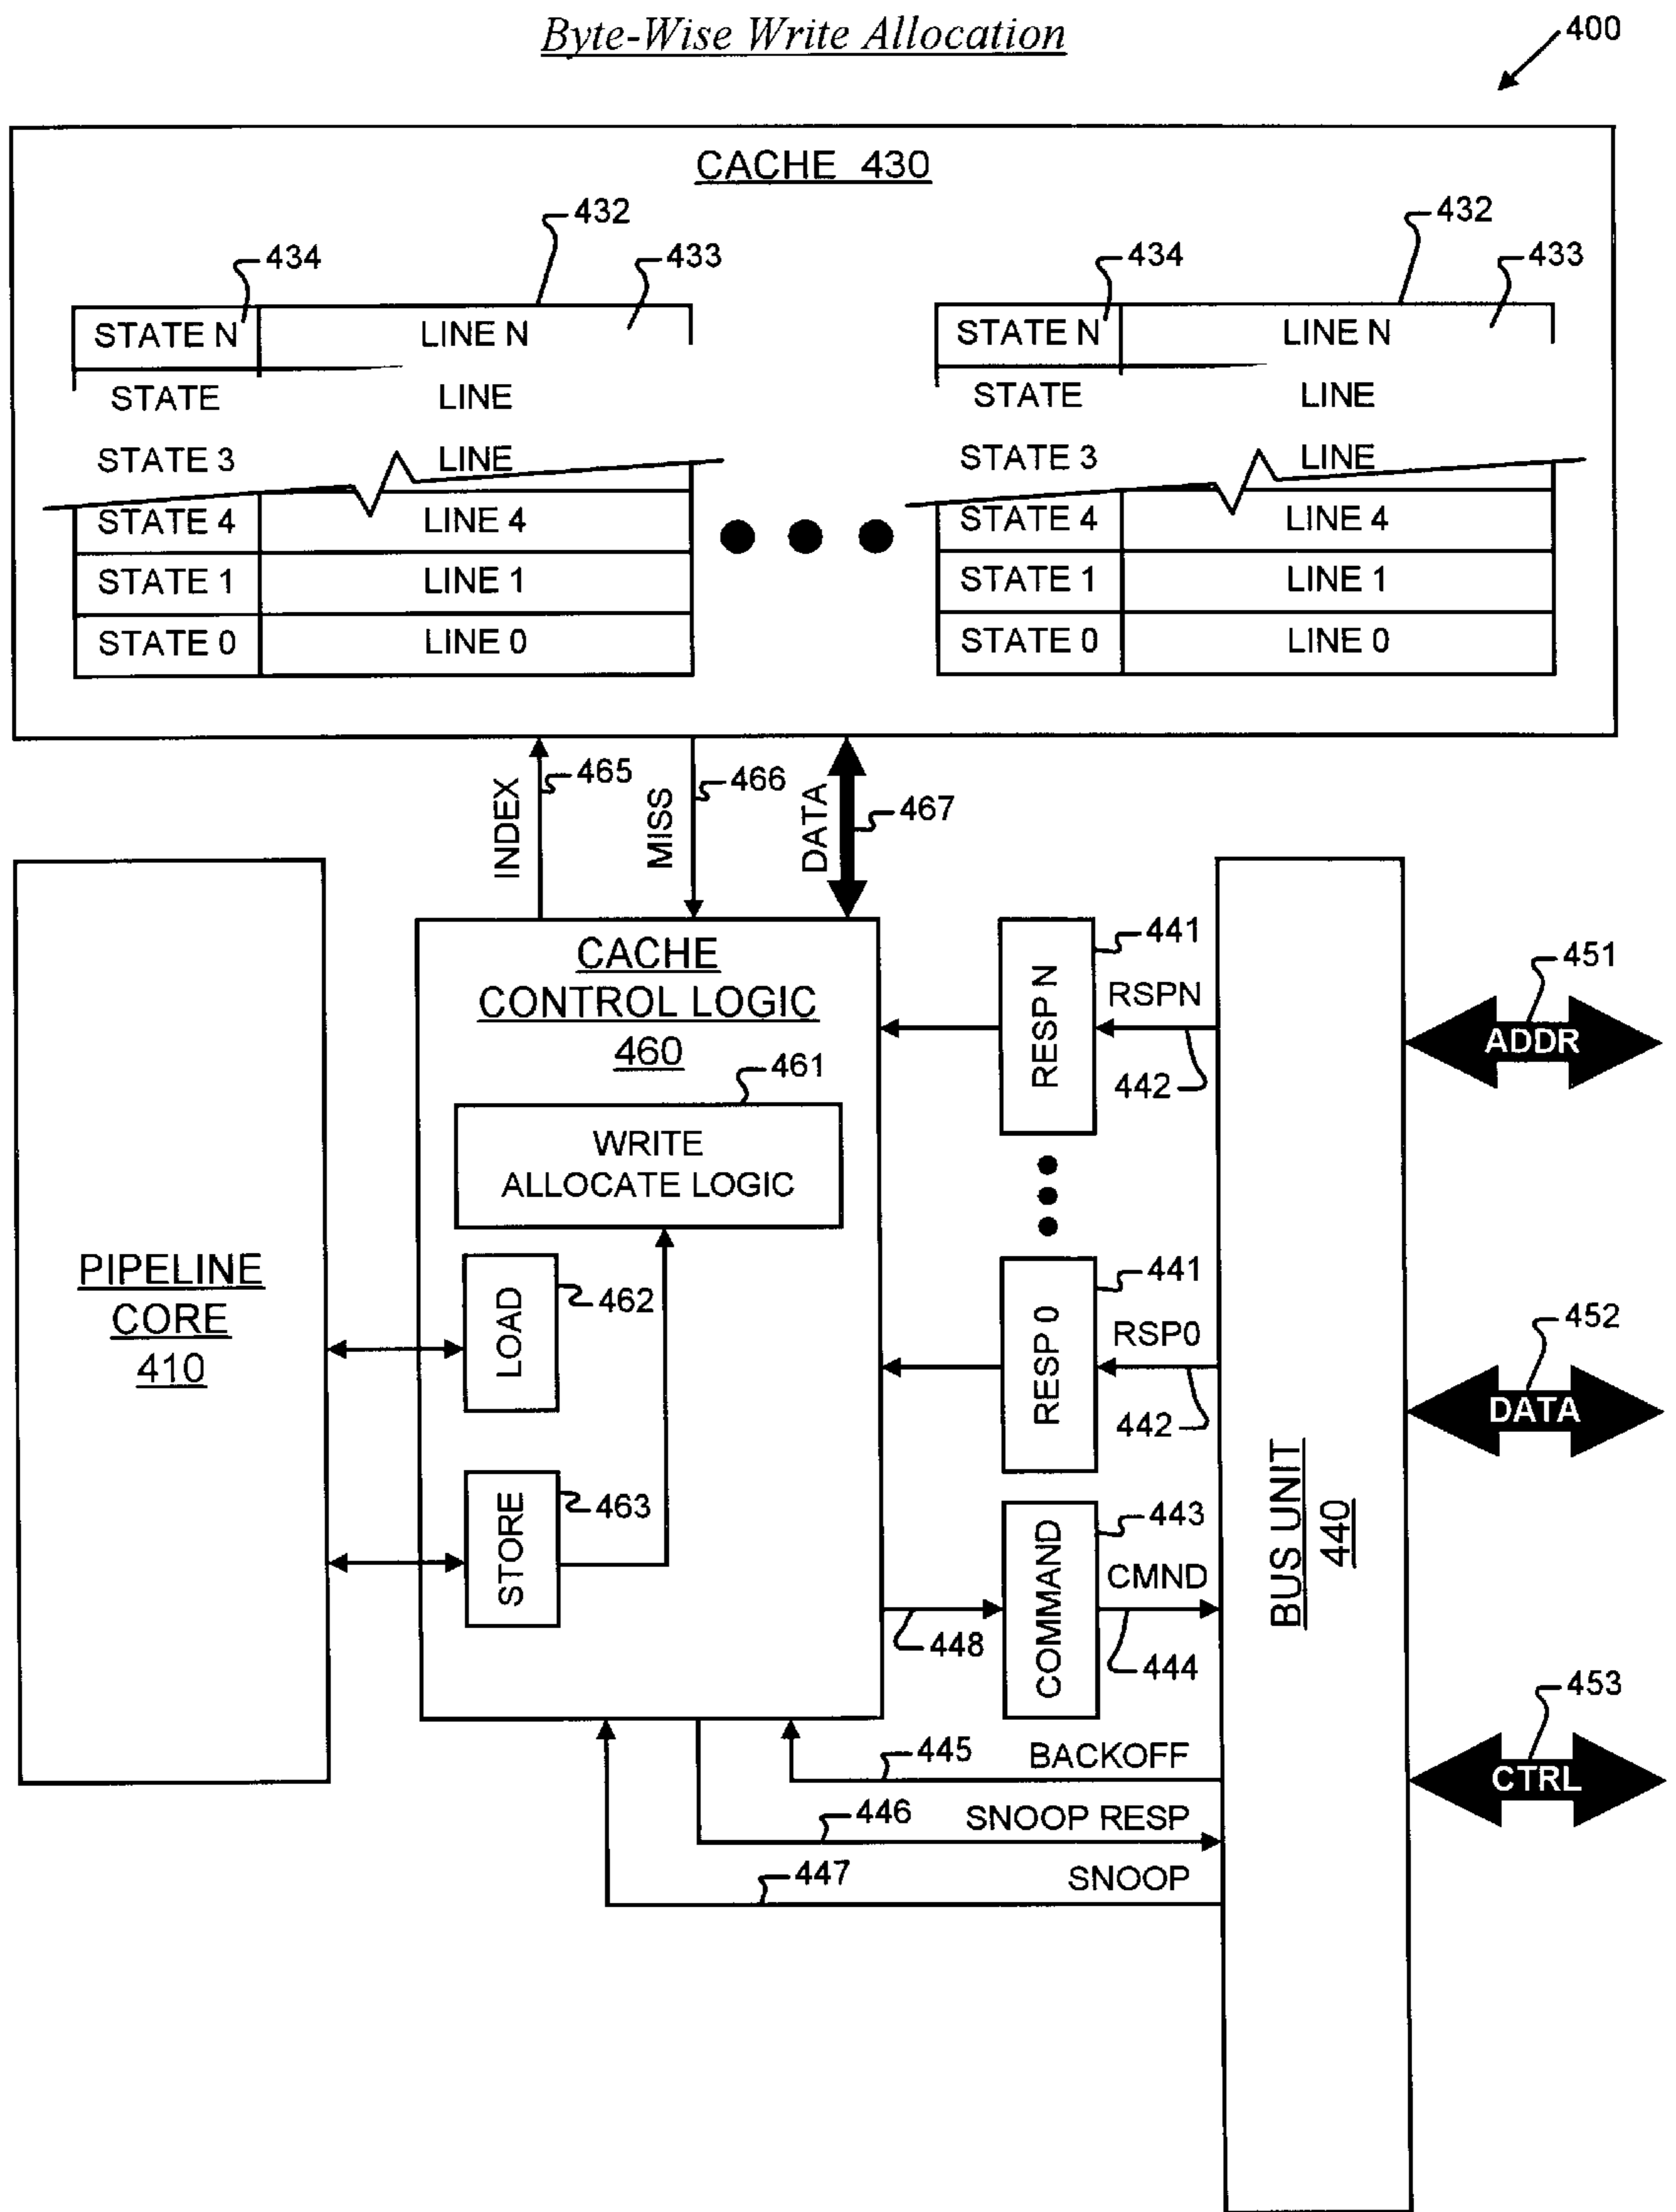 Byte-Wise Write Allocation
400
CACHE 430
434
432
433
434
432
433
STATE N
LINE N
STATE
LINE
STATE 3
LINE
STATE 4
LINE 4
STATE 1
LINE 1
STATE 0
LINE 0
STATE N
LINE N
STATE
LINE
STATE 3
LINE
STATE 4
LINE 4
STATE 1
LINE 1
STATE 0
LINE 0
INDEX
465
MISS
466
DATA
467
PIPELINE
CORE
410
CACHE
CONTROL LOGIC
460
461
WRITE
ALLOCATE LOGIC
LOAD
462
STORE
463
RESP N
441
RSPN
442
RESP 0
441
RSP0
442
COMMAND
443
CMND
444
448
445
BACKOFF
446
SNOOP RESP
447
SNOOP
BUS UNIT
440
451
ADDR
452
DATA
453
CTRL